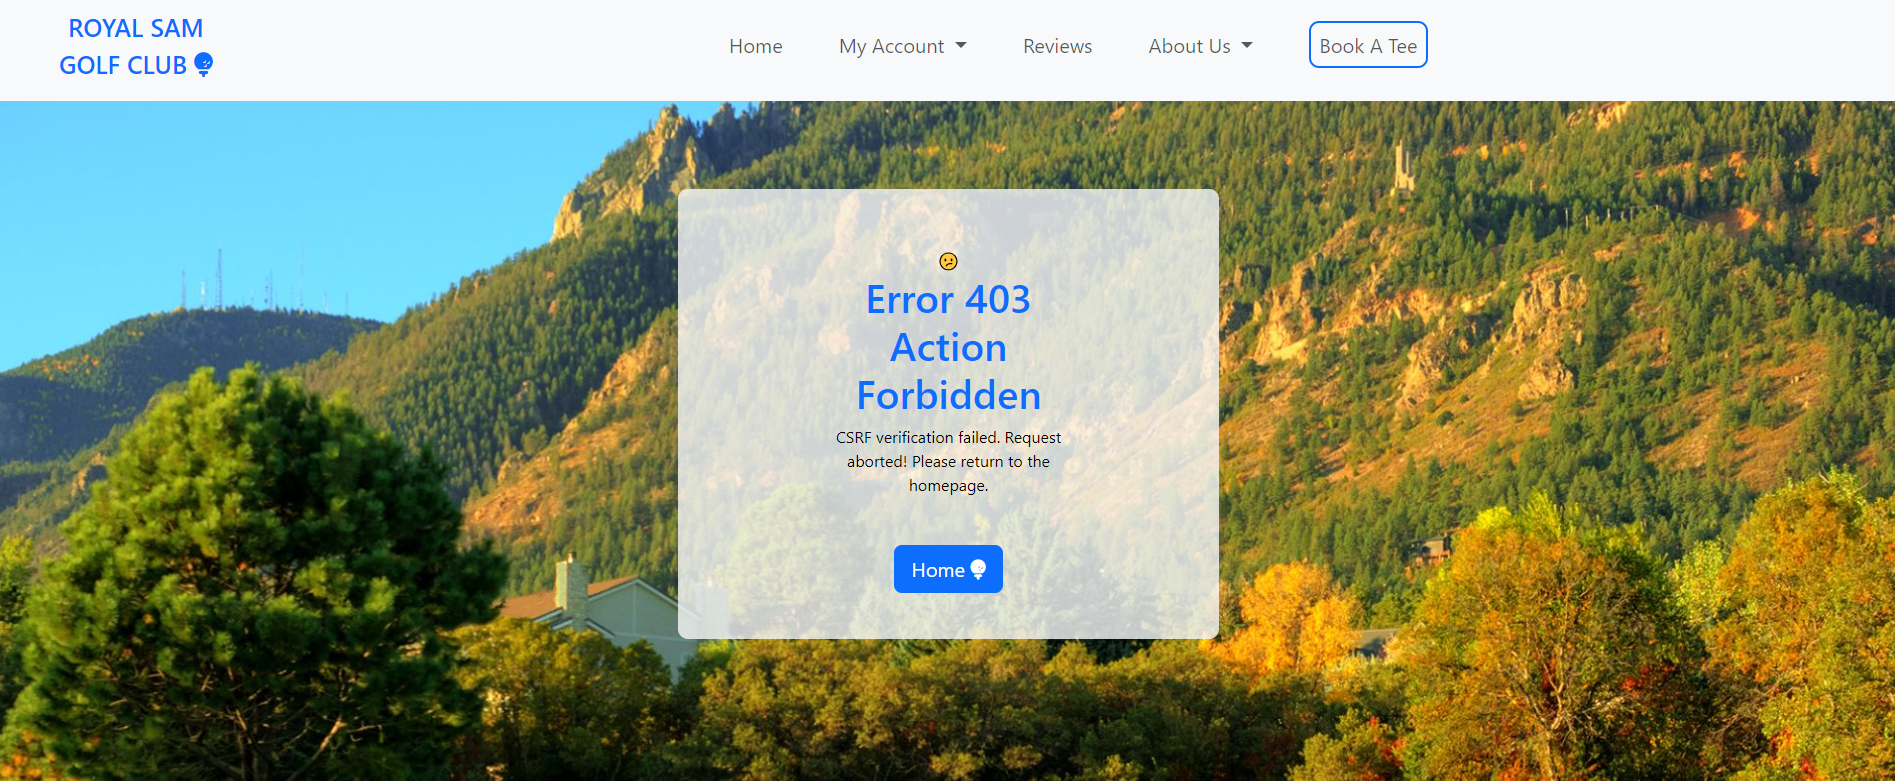 ROYAL SAM
GOLF CLUB
Home
My Account
Reviews
About Us
Book A Tee
Error 403
Action
Forbidden
CSRF verification failed. Request
aborted! Please return to the
homepage.
Home